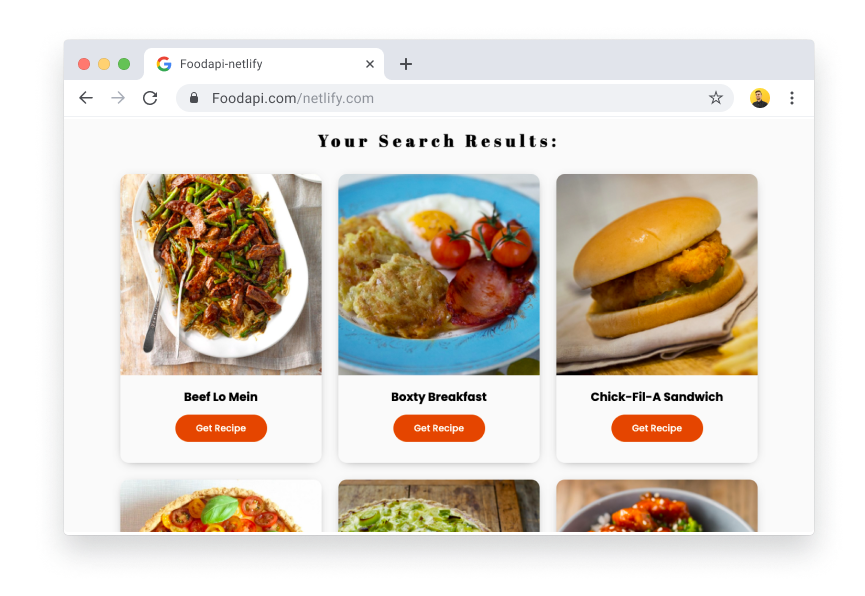 Foodapi-netlify
Foodapi.com/netlify.com
Your Search Results:
Beef Lo Mein
Boxty Breakfast
Chick-Fil-A Sandwich
Get Recipe
Get Recipe
Get Recipe